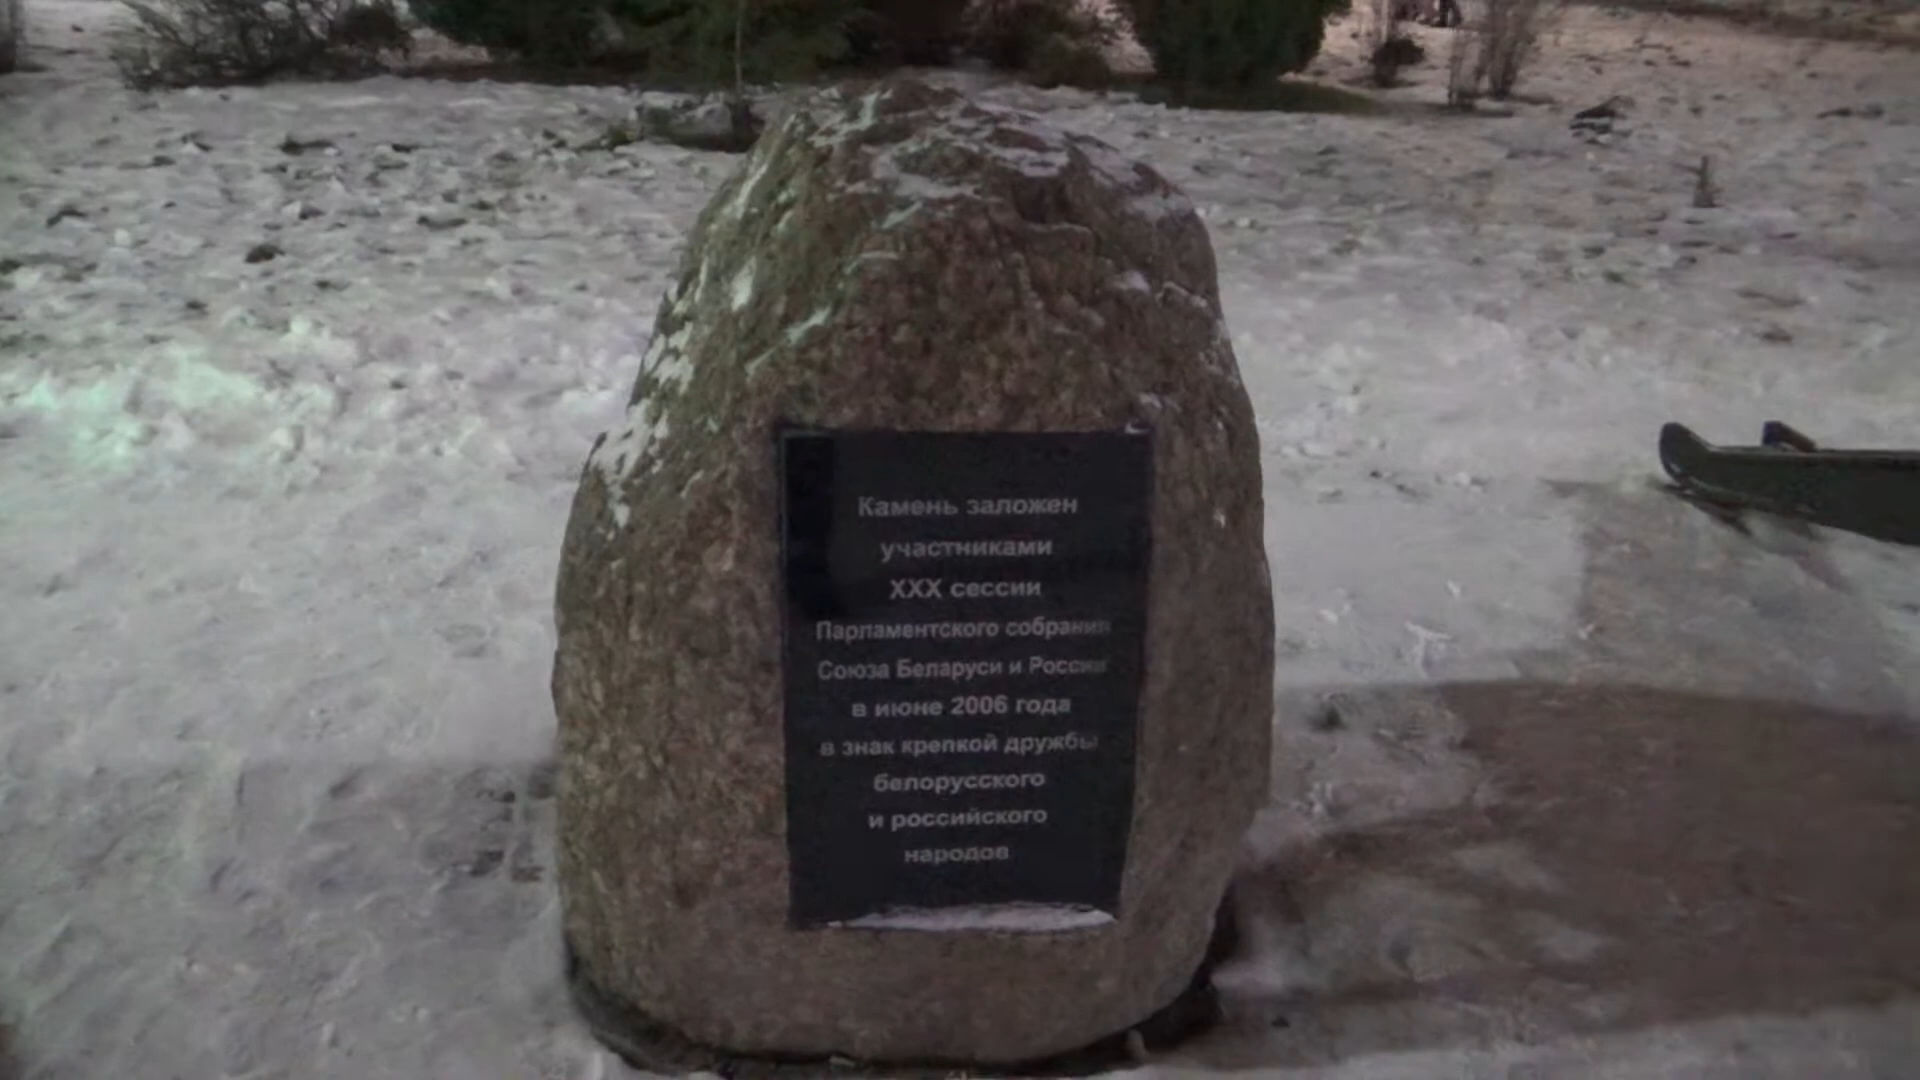 Камень заложен
участниками
XXX сессии
Парламентского собрания
Союза Беларуси и России
в июне 2006 года
в знак крепкой дружбы
белорусского
и российского
народов